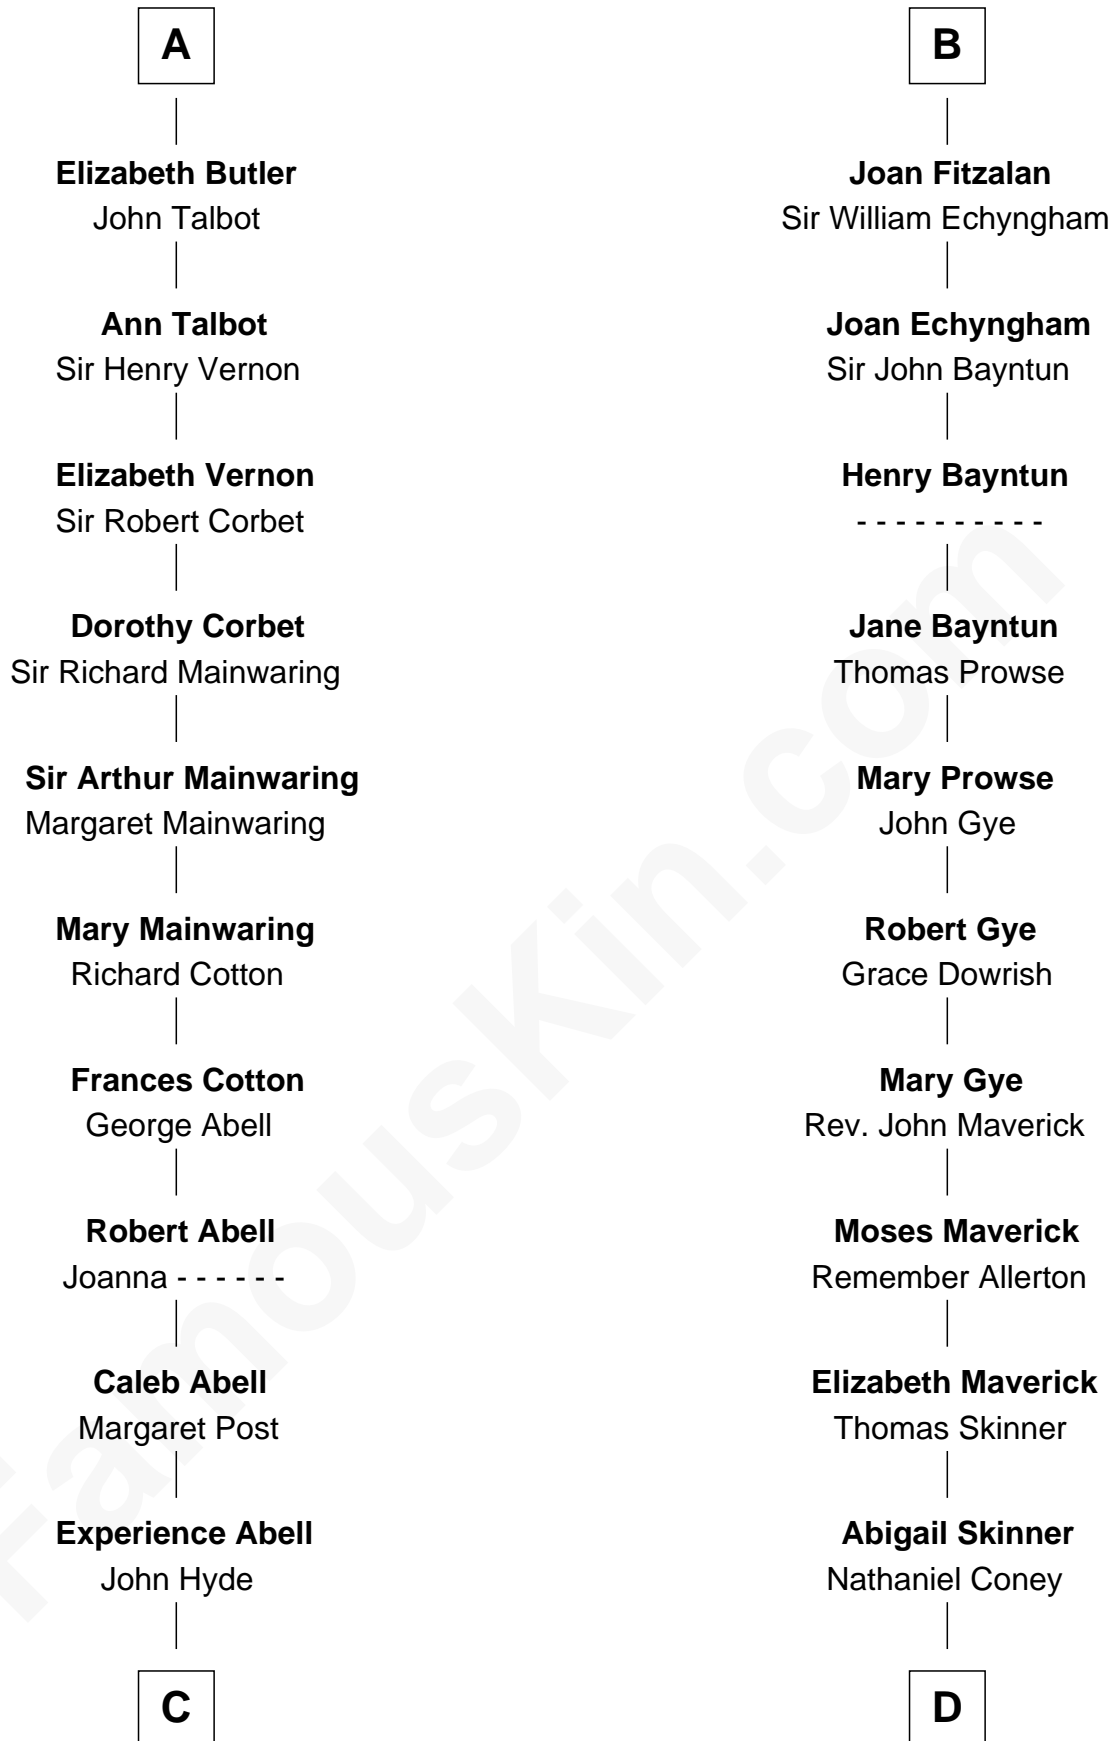 A
Elizabeth Butler
John Talbot
Ann Talbot
Sir Henry Vernon
Elizabeth Vernon
Sir Robert Corbet
Dorothy Corbet
Sir Richard Mainwaring
Sir Arthur Mainwaring
Margaret Mainwaring
Mary Mainwaring
Richard Cotton
Frances Cotton
George Abell
Robert Abell
Joanna - - - - - -
Caleb Abell
Margaret Post
Experience Abell
John Hyde
C
B
Joan Fitzalan
Sir William Echyngham
Joan Echyngham
Sir John Bayntun
Henry Bayntun
- - - - - - - - - -
Jane Bayntun
Thomas Prowse
Mary Prowse
John Gye
Robert Gye
Grace Dowrish
Mary Gye
Rev. John Maverick
Moses Maverick
Remember Allerton
Elizabeth Maverick
Thomas Skinner
Abigail Skinner
Nathaniel Coney
D
FamousKin.com